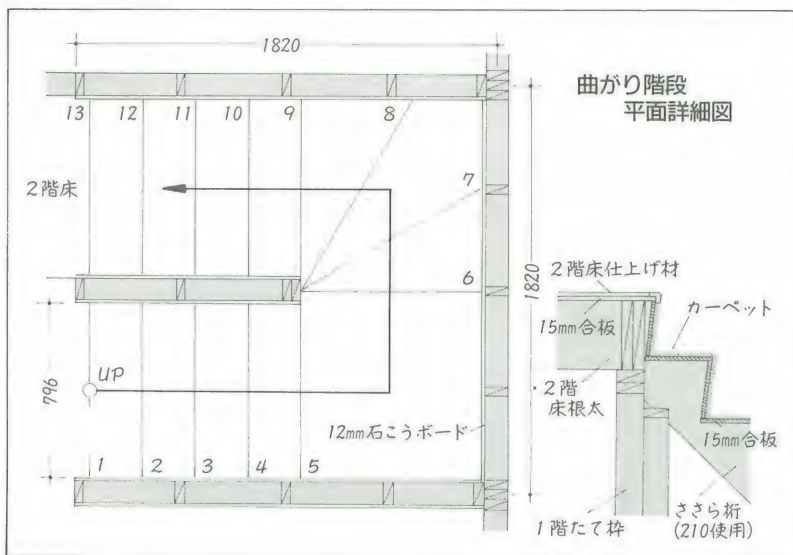 1820
曲がり階段
平面詳細図
13 12 11 10 9 8
7
2階床
6
1820
2階床仕上げ材
カーペット
15mm合板
796
UP
2階
床根太
12mm石こうボード
15mm合板
1 2 3 4 5
ささら桁
(210使用)
1階たて枠